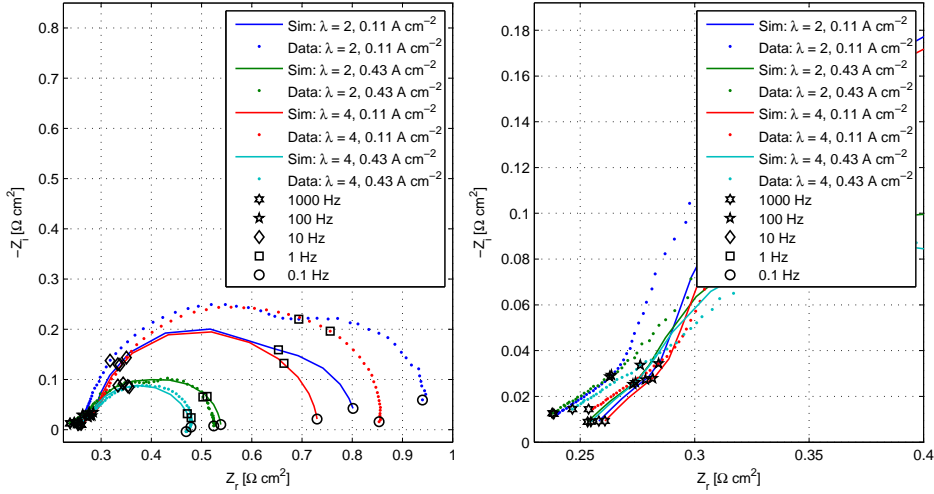 0.8
0.7
0.6
0.5
0.4
0.3
0.2
0.1
0
−Z_i [Ω cm²]
0.3 0.4 0.5 0.6 0.7 0.8 0.9 1
Z_r [Ω cm²]
Sim: λ = 2, 0.11 A cm⁻²
Data: λ = 2, 0.11 A cm⁻²
Sim: λ = 2, 0.43 A cm⁻²
Data: λ = 2, 0.43 A cm⁻²
Sim: λ = 4, 0.11 A cm⁻²
Data: λ = 4, 0.11 A cm⁻²
Sim: λ = 4, 0.43 A cm⁻²
Data: λ = 4, 0.43 A cm⁻²
1000 Hz
100 Hz
10 Hz
1 Hz
0.1 Hz
0.18
0.16
0.14
0.12
0.1
0.08
0.06
0.04
0.02
0
−Z_i [Ω cm²]
0.25 0.3 0.35 0.4
Z_r [Ω cm²]
Sim: λ = 2, 0.11 A cm⁻²
Data: λ = 2, 0.11 A cm⁻²
Sim: λ = 2, 0.43 A cm⁻²
Data: λ = 2, 0.43 A cm⁻²
Sim: λ = 4, 0.11 A cm⁻²
Data: λ = 4, 0.11 A cm⁻²
Sim: λ = 4, 0.43 A cm⁻²
Data: λ = 4, 0.43 A cm⁻²
1000 Hz
100 Hz
10 Hz
1 Hz
0.1 Hz